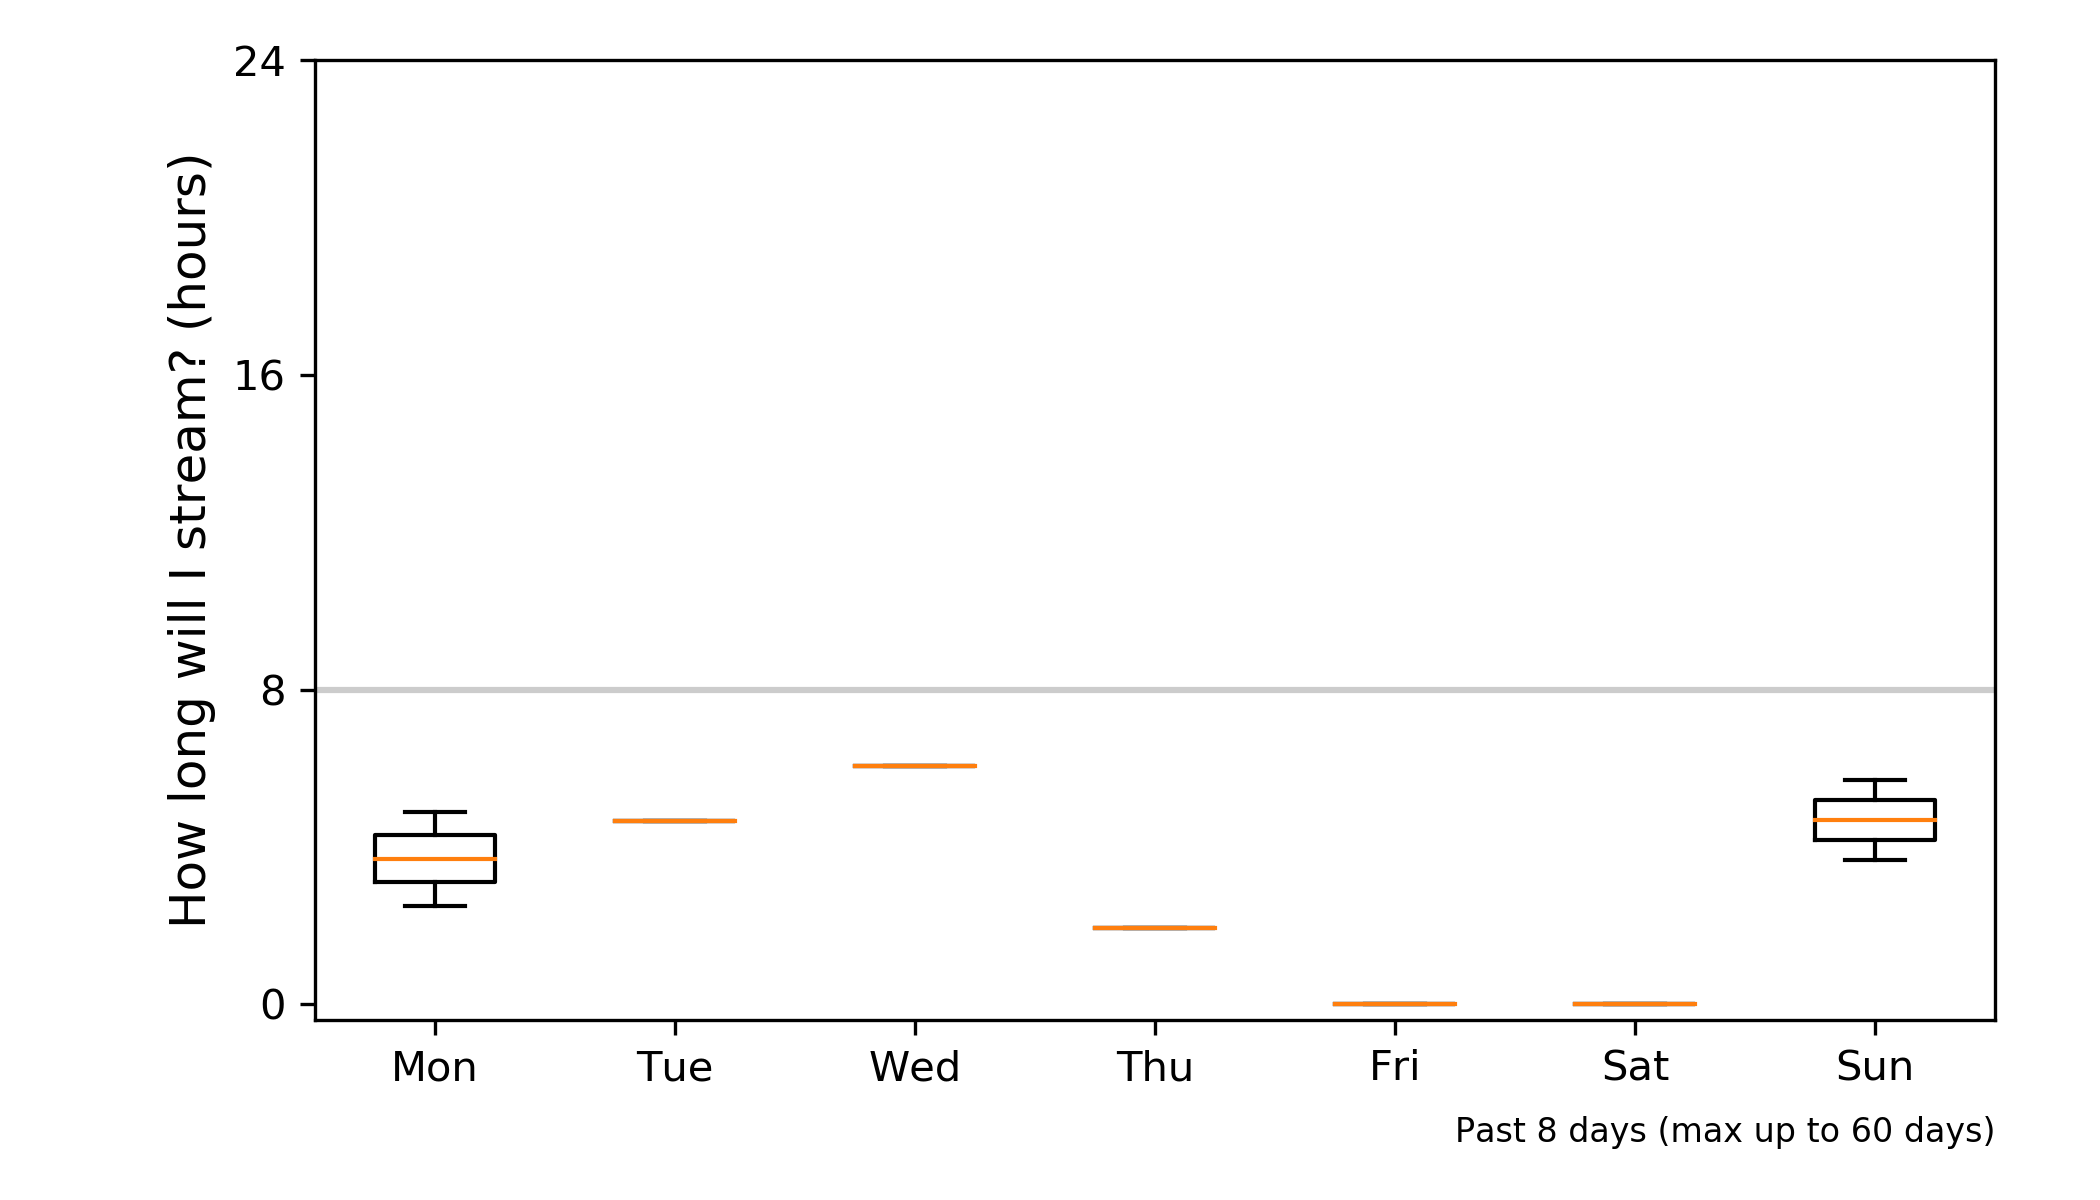 How long will I stream? (hours)
24
16
8
0
Mon Tue Wed Thu Fri Sat Sun
Past 8 days (max up to 60 days)